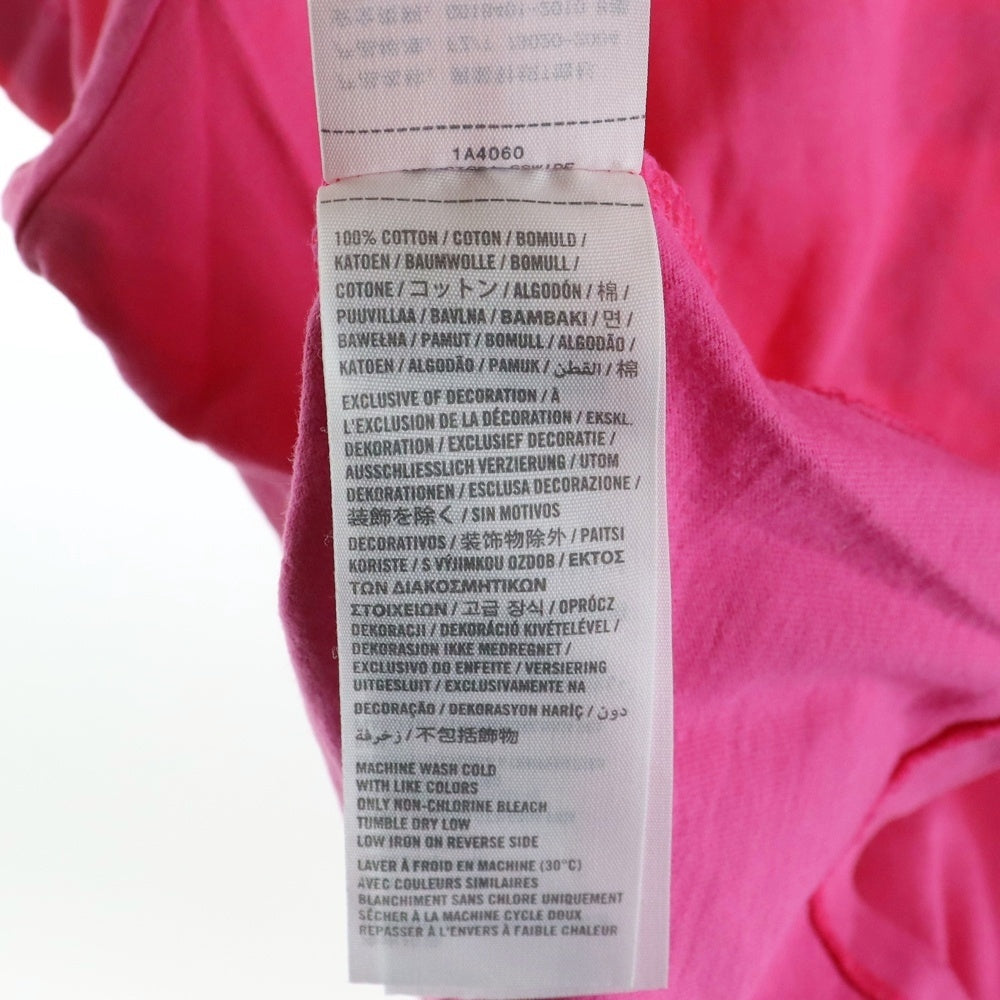 1A4060
100% COTTON / COTON / BOMULD /
KATOEN / BAUMWOLLE / BOMULL /
COTONE / コットン / ALGODÓN / 棉 /
PUUVILLAA / BAVLNA / BAMBAKI / 면 /
BAWEŁNA / PAMUT / BOMULL / ALGODÃO /
KATOEN / ALGODÃO / PAMUK / القطن / 棉
EXCLUSIVE OF DECORATION / À
L'EXCLUSION DE LA DÉCORATION / EKSKL.
DEKORATION / EXCLUSIEF DECORATIE /
AUSSCHLIESSLICH VERZIERUNG / UTOM
DEKORATIONEN / ESCLUSA DECORAZIONE /
装飾を除く / SIN MOTIVOS
DECORATIVOS / 装饰物除外 / PAITSI
KORISTE / S VÝJIMKOU OZDOB / ΕΚΤΟΣ
ΤΩΝ ΔΙΑΚΟΣΜΗΤΙΚΩΝ
ΣΤΟΙΧΕΙΩΝ / 고급 장식 / OPRÓCZ
DEKORACJI / DEKORÁCIÓ KIVÉTELÉVEL /
DEKORASJON IKKE MEDREGNET /
EXCLUSIVO DO ENFEITE / VERSIERING
UITGESLUIT / EXCLUSIVAMENTE NA
DECORAÇÃO / DEKORASYON HARİÇ / دون
زخرفة / 不包括飾物
MACHINE WASH COLD
WITH LIKE COLORS
ONLY NON-CHLORINE BLEACH
TUMBLE DRY LOW
LOW IRON ON REVERSE SIDE
LAVER À FROID EN MACHINE (30°C)
AVEC COULEURS SIMILAIRES
BLANCHIMENT SANS CHLORE UNIQUEMENT
SÉCHER À LA MACHINE CYCLE DOUX
REPASSER À L'ENVERS À FAIBLE CHALEUR